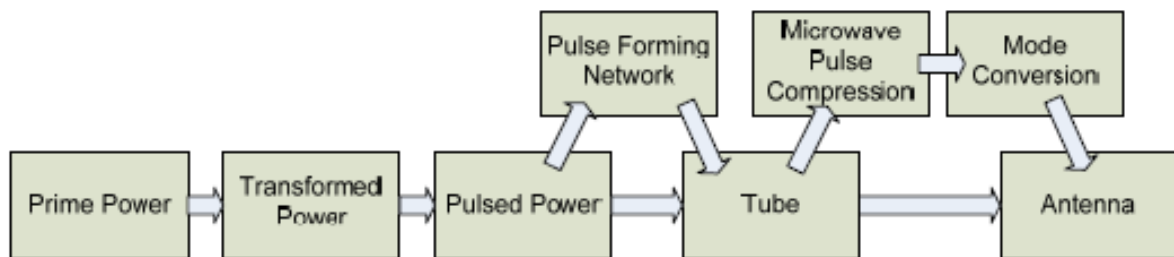 Pulse Forming
Network
Microwave
Pulse
Compression
Mode
Conversion
Prime Power
Transformed
Power
Pulsed Power
Tube
Antenna